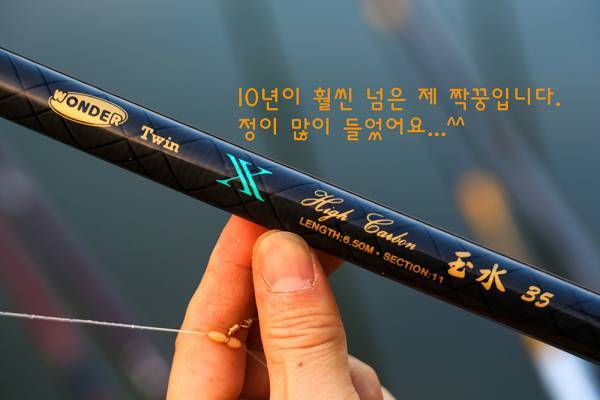 10년이 훨씬 넘은 제 짝꿍입니다.
정이 많이 들었어요...^^
WONDER
Twin
XX
High Carbon
LENGTH:6.50M • SECTION:11
玉水 35